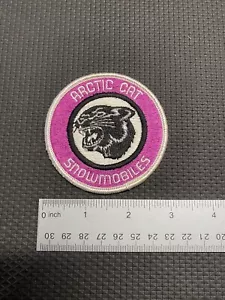 ARCTIC CAT
SNOWMOBILES
0 inch 1 2 3 4
30 29 28 27 26 25 24 23 22 21 20